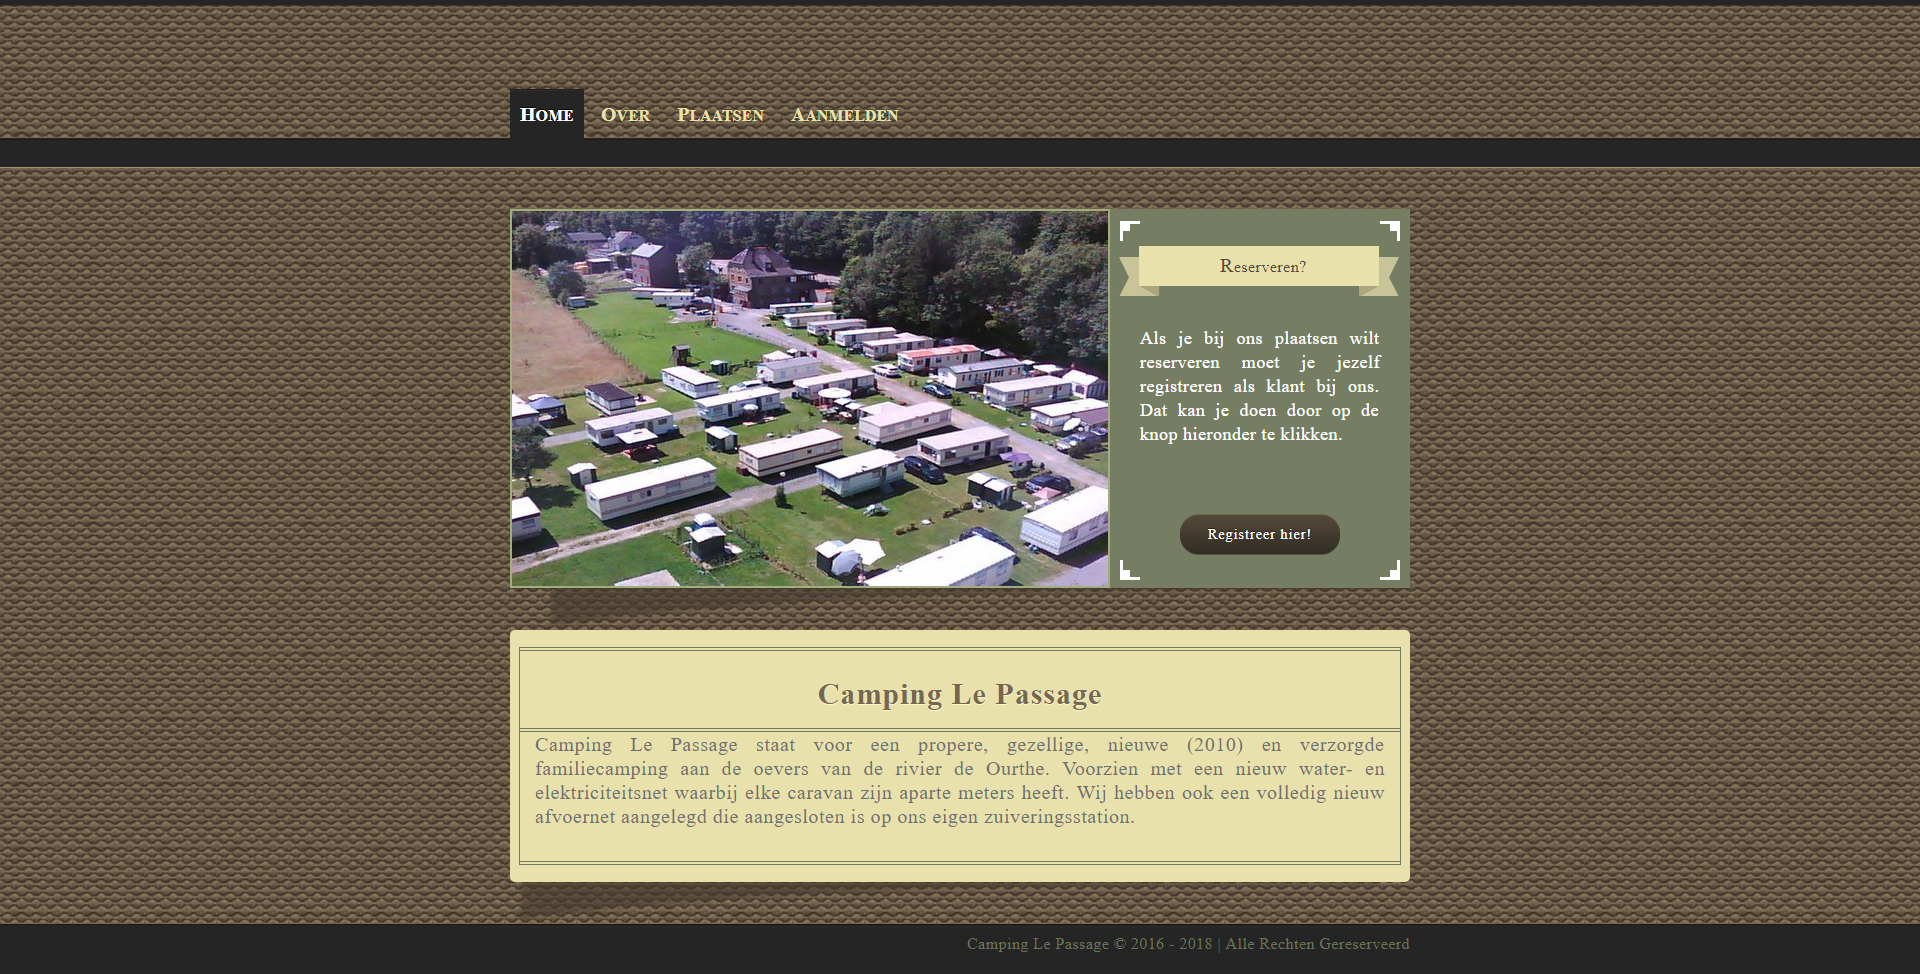 Home Over Plaatsen Aanmelden
Reserveren?
Als je bij ons plaatsen wilt
reserveren moet je jezelf
registreren als klant bij ons.
Dat kan je doen door op de
knop hieronder te klikken.
Registreer hier!
Camping Le Passage
Camping Le Passage staat voor een propere, gezellige, nieuwe (2010) en verzorgde
familiecamping aan de oevers van de rivier de Ourthe. Voorzien met een nieuw water- en
elektriciteitsnet waarbij elke caravan zijn aparte meters heeft. Wij hebben ook een volledig nieuw
afvoernet aangelegd die aangesloten is op ons eigen zuiveringsstation.
Camping Le Passage © 2016 - 2018 | Alle Rechten Gereserveerd